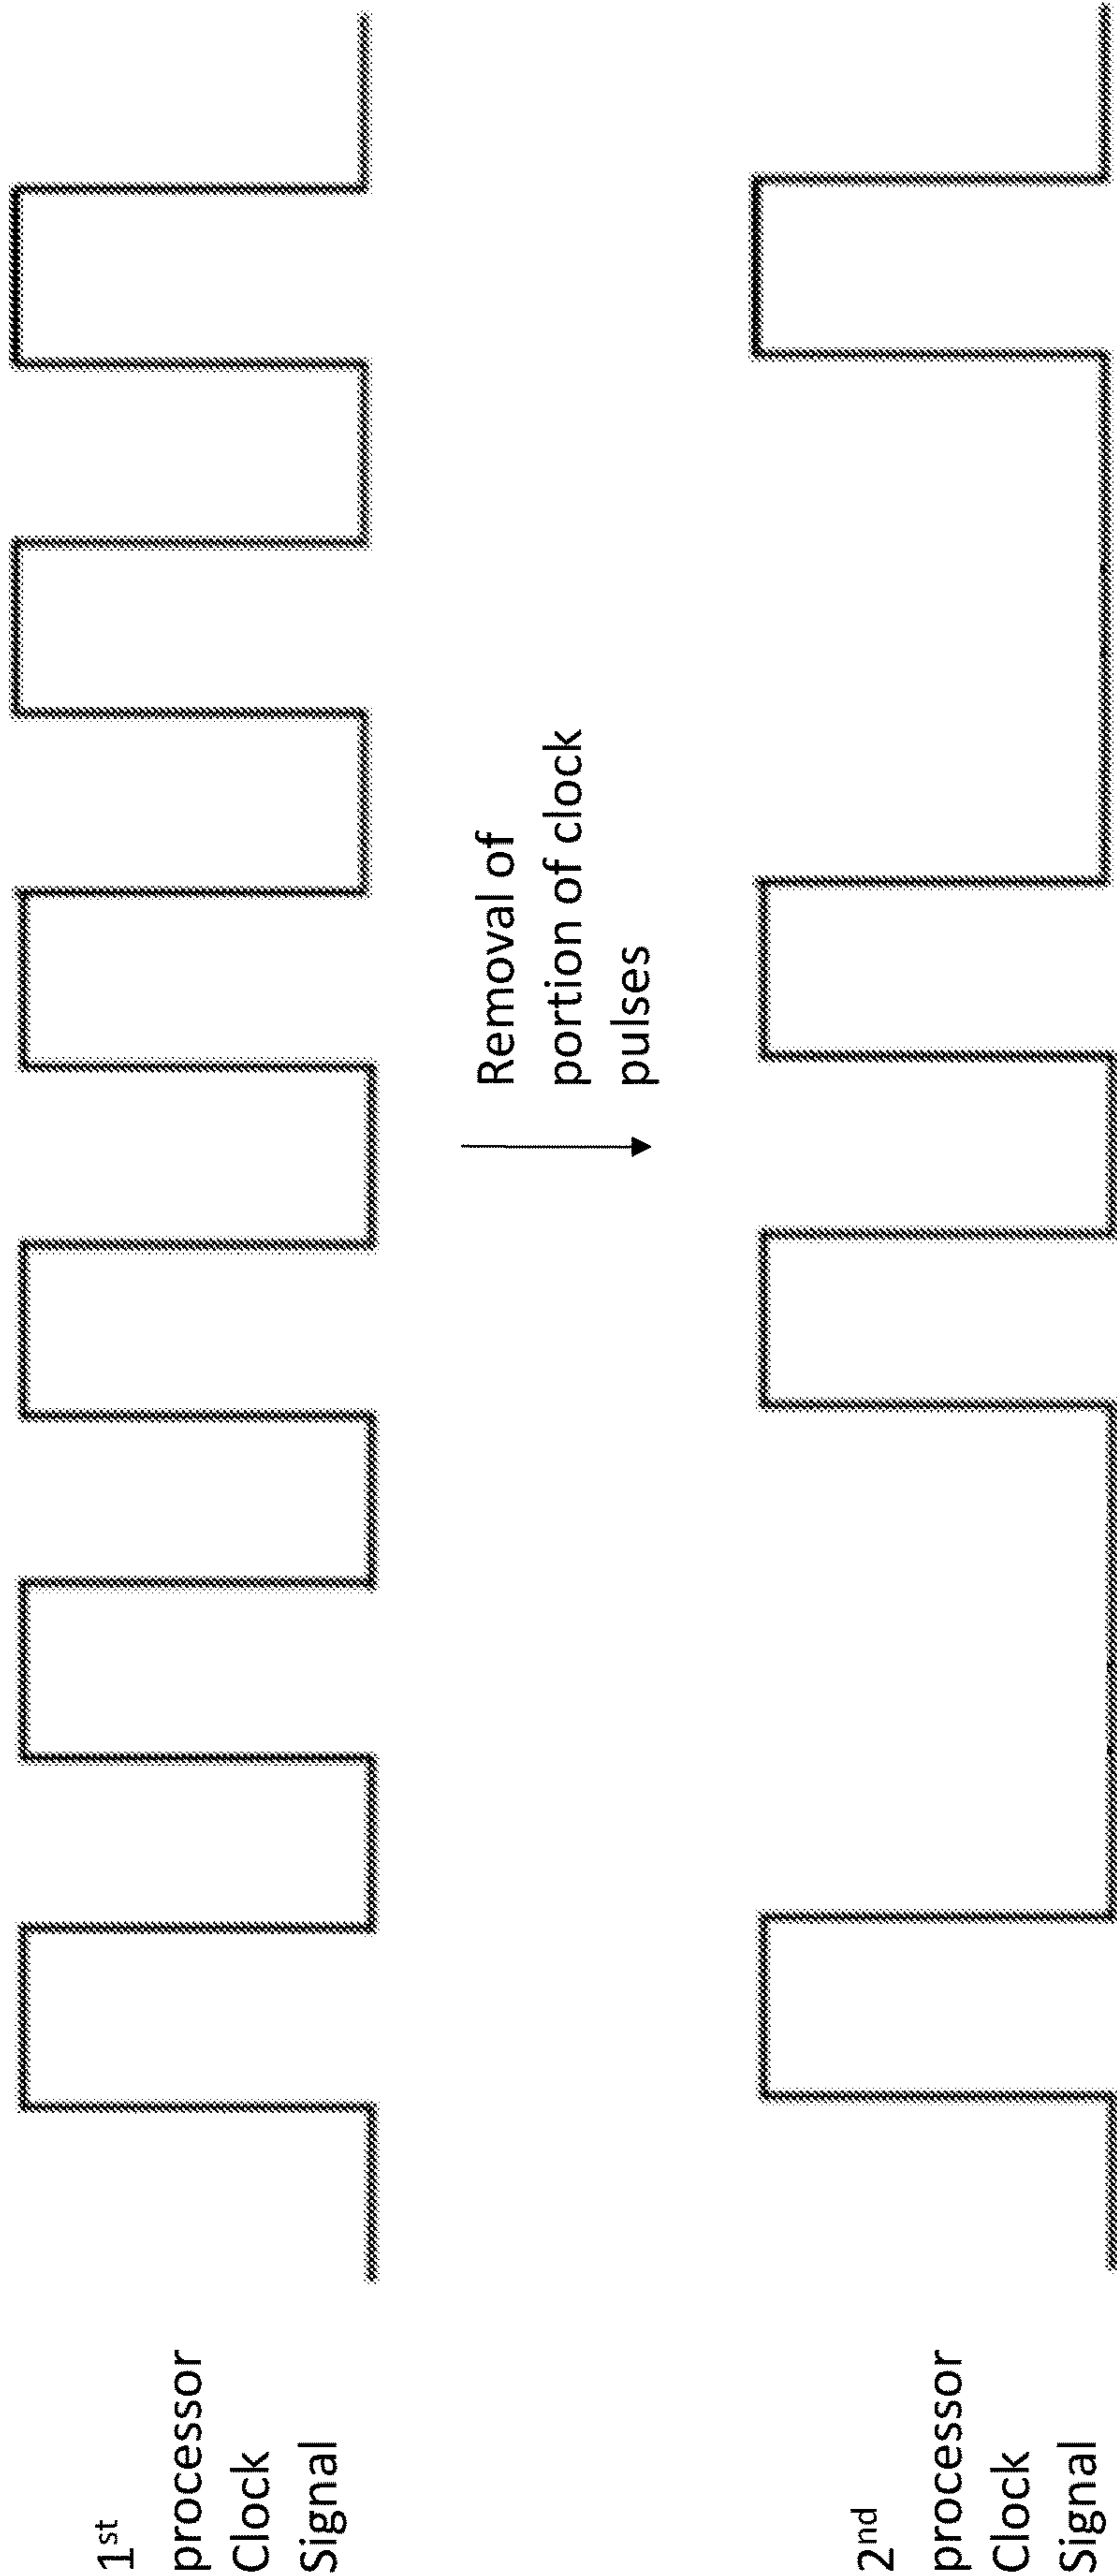 1st
processor
Clock
Signal
Removal of
portion of clock
pulses
2nd
processor
Clock
Signal